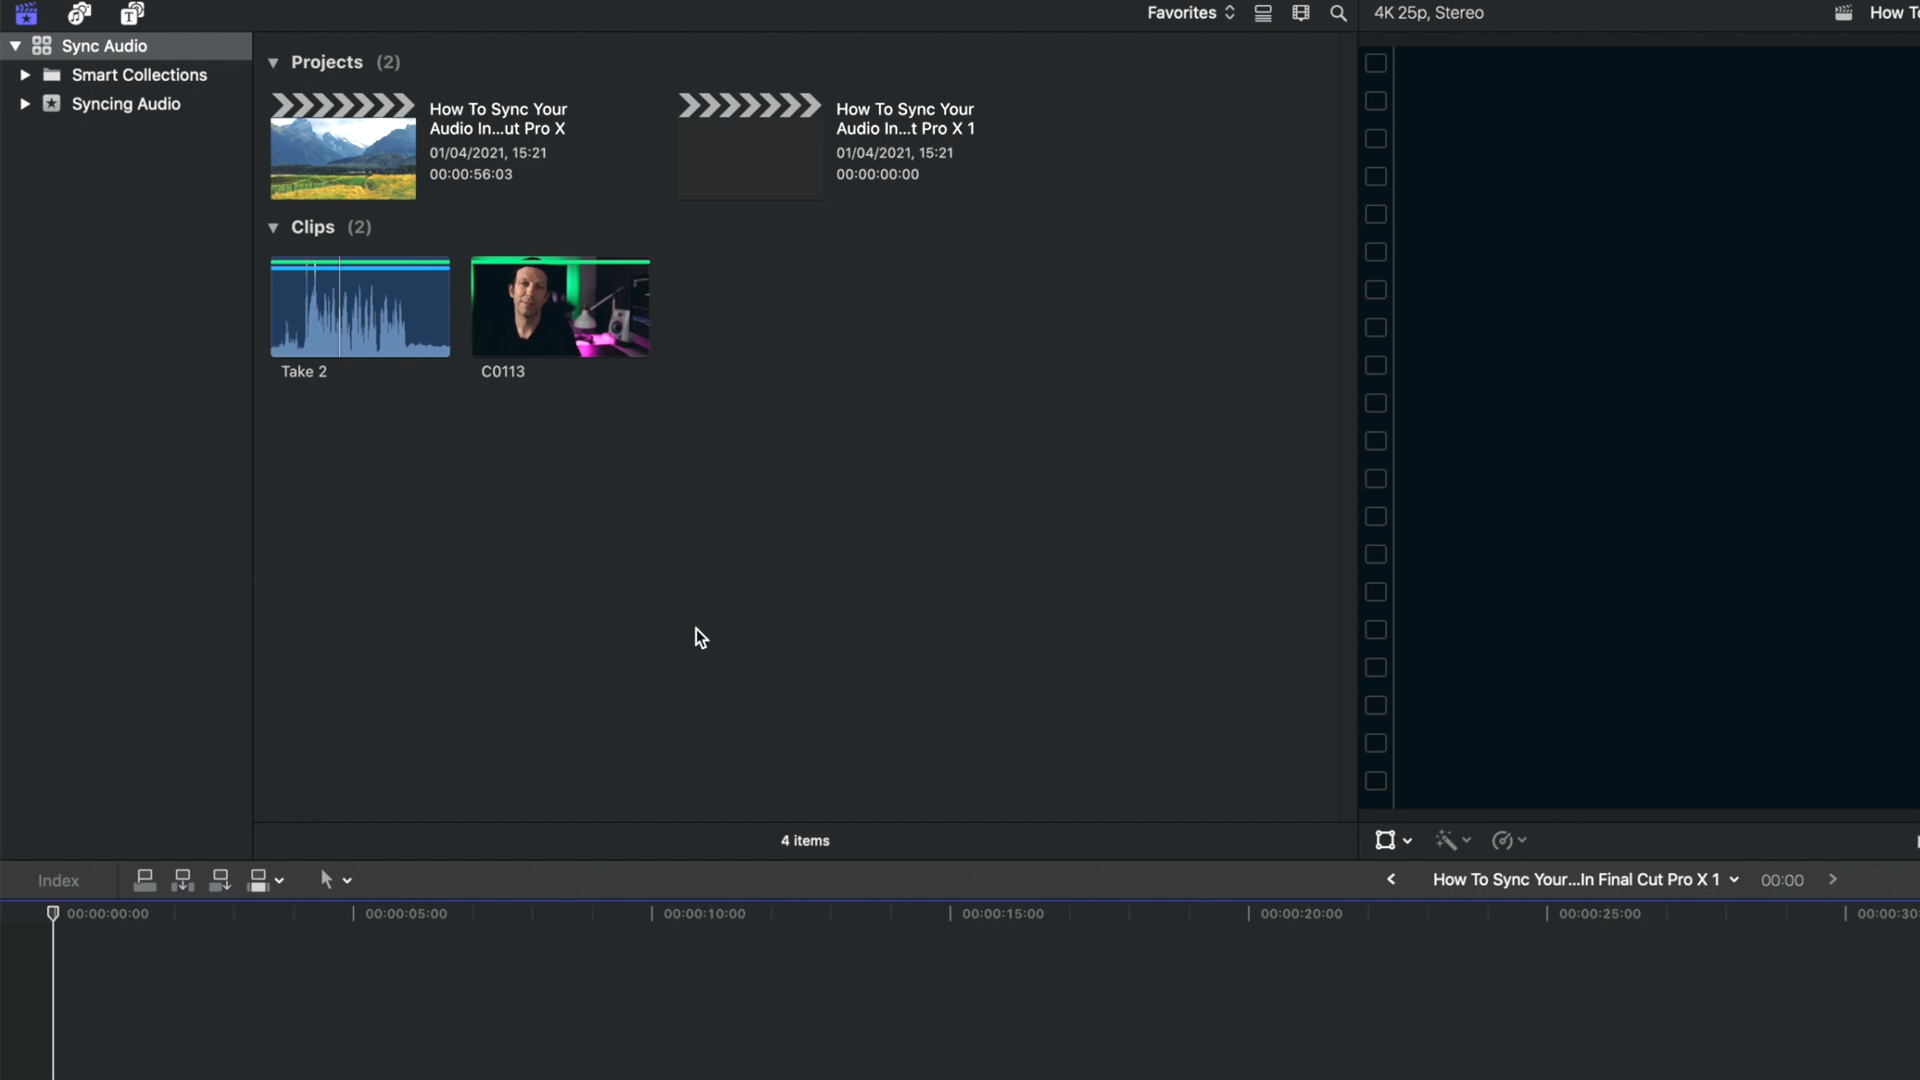 Favorites
4K 25p, Stereo
How To
Sync Audio
Smart Collections
Syncing Audio
Projects (2)
How To Sync Your
Audio In...ut Pro X
01/04/2021, 15:21
00:00:56:03
How To Sync Your
Audio In...t Pro X 1
01/04/2021, 15:21
00:00:00:00
Clips (2)
Take 2
C0113
4 items
Index
How To Sync Your...In Final Cut Pro X 1
00:00
00:00:00:00
00:00:05:00
00:00:10:00
00:00:15:00
00:00:20:00
00:00:25:00
00:00:30: